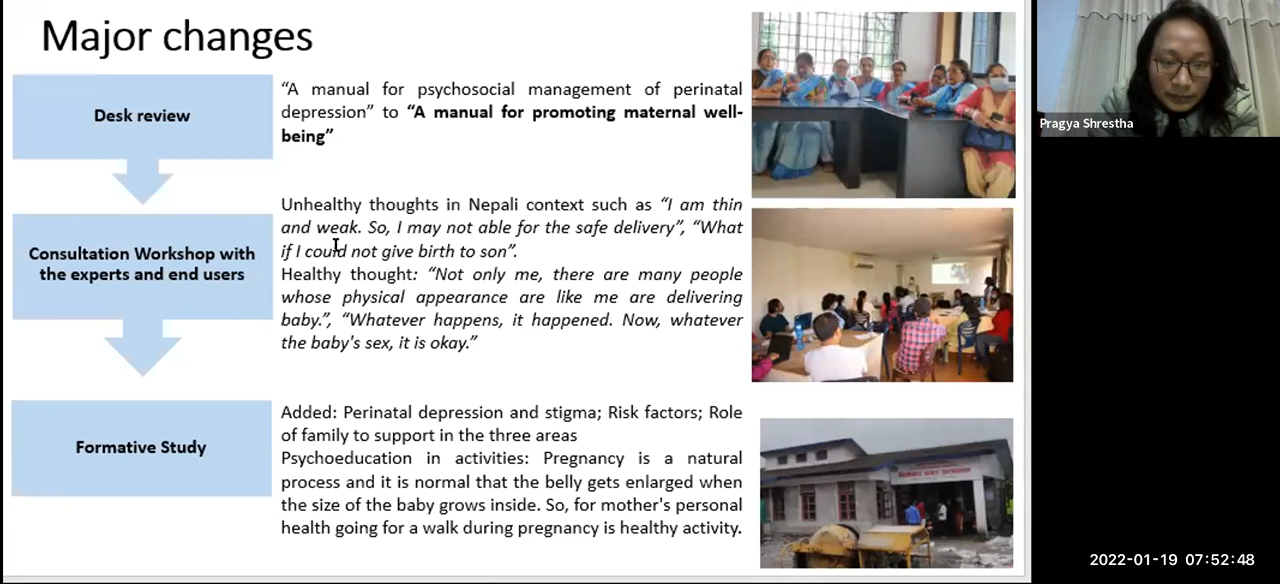 Major changes
Desk review
"A manual for psychosocial management of perinatal
depression" to "A manual for promoting maternal well-
being"
Consultation Workshop with
the experts and end users
Unhealthy thoughts in Nepali context such as "I am thin
and weak. So, I may not able for the safe delivery", "What
if I could not give birth to son".
Healthy thought: "Not only me, there are many people
whose physical appearance are like me are delivering
baby.", "Whatever happens, it happened. Now, whatever
the baby's sex, it is okay."
Formative Study
Added: Perinatal depression and stigma; Risk factors; Role
of family to support in the three areas
Psychoeducation in activities: Pregnancy is a natural
process and it is normal that the belly gets enlarged when
the size of the baby grows inside. So, for mother's personal
health going for a walk during pregnancy is healthy activity.
Pragya Shrestha
2022-01-19 07:52:48